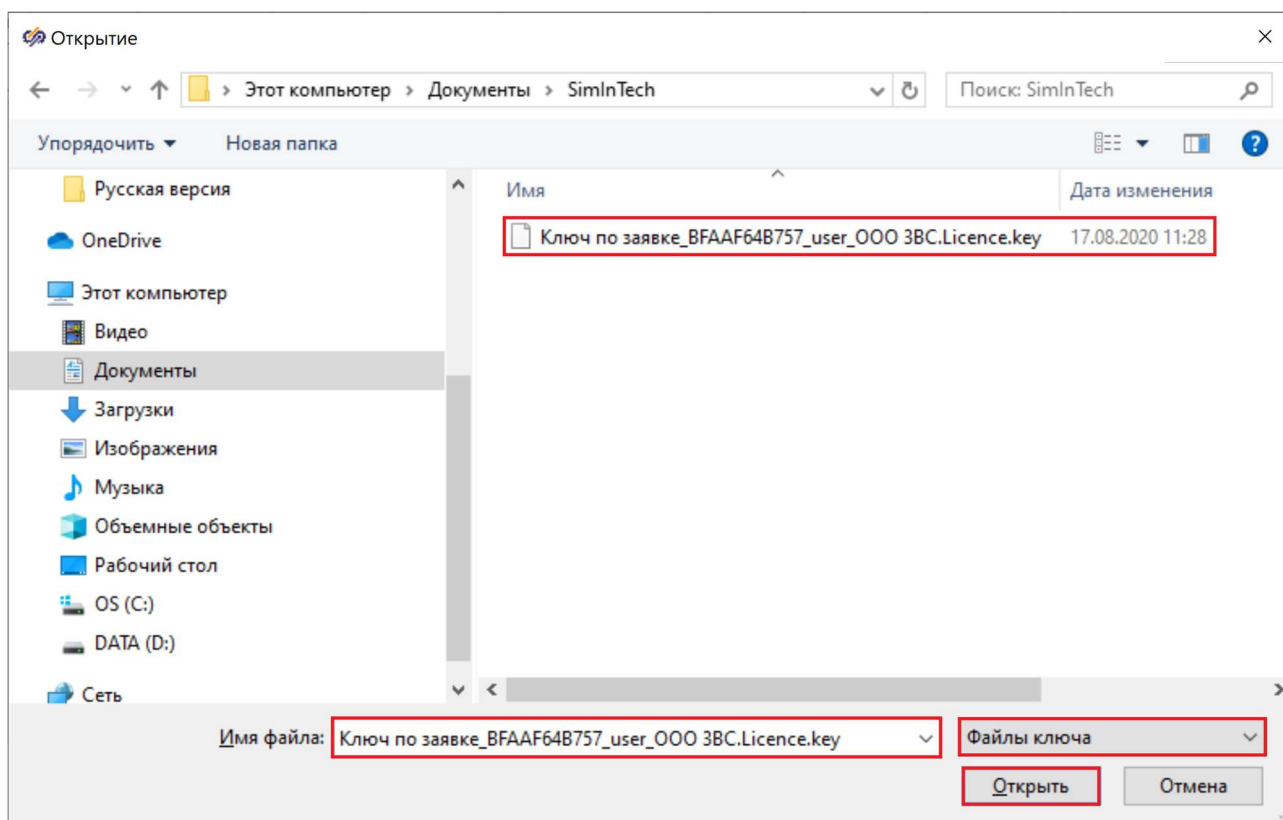 Открытие
Этот компьютер › Документы › SimInTech
Поиск: SimInTech
Упорядочить
Новая папка
Русская версия
OneDrive
Этот компьютер
Видео
Документы
Загрузки
Изображения
Музыка
Объемные объекты
Рабочий стол
OS (C:)
DATA (D:)
Сеть
Имя
Дата изменения
Ключ по заявке_BFAAF64B757_user_ООО 3ВС.Licence.key 17.08.2020 11:28
Имя файла: Ключ по заявке_BFAAF64B757_user_ООО 3ВС.Licence.key
Файлы ключа
Открыть
Отмена